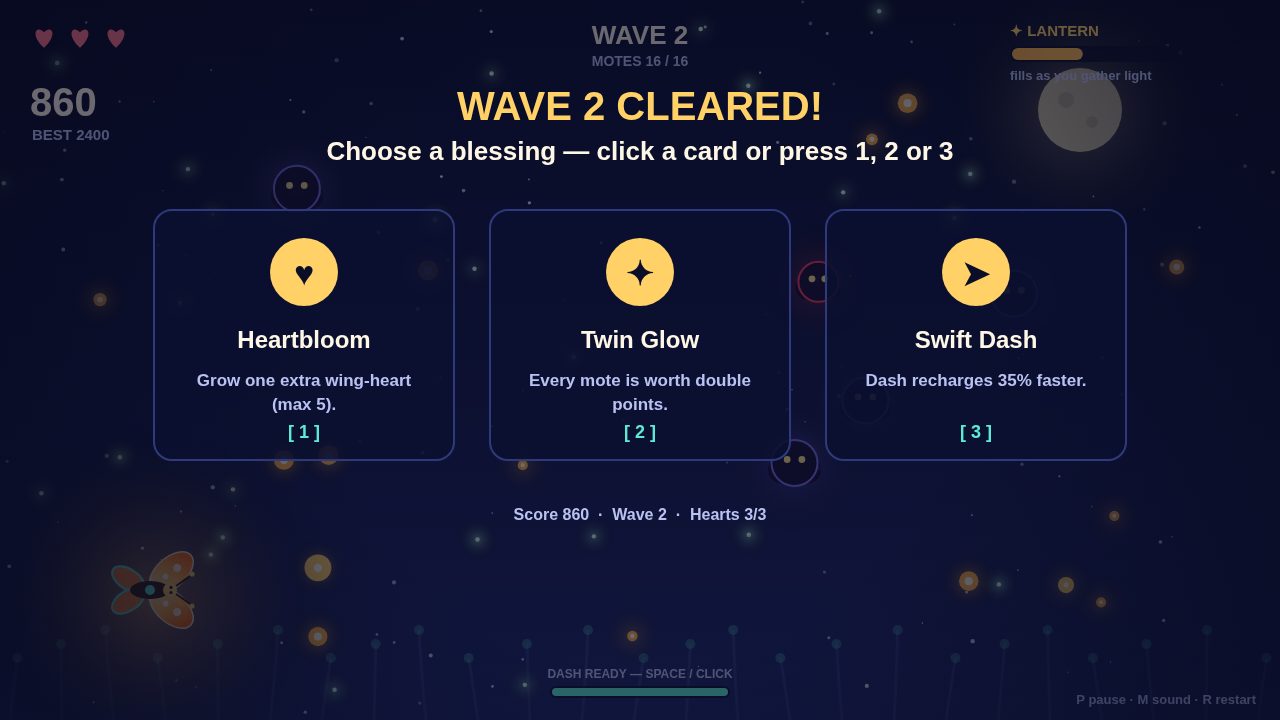 WAVE 2
MOTES 16 / 16
✦ LANTERN
fills as you gather light
860
BEST 2400
WAVE 2 CLEARED!
Choose a blessing — click a card or press 1, 2 or 3
Heartbloom
Grow one extra wing-heart
(max 5).
[ 1 ]
Twin Glow
Every mote is worth double
points.
[ 2 ]
Swift Dash
Dash recharges 35% faster.
[ 3 ]
Score 860 · Wave 2 · Hearts 3/3
DASH READY — SPACE / CLICK
P pause · M sound · R restart